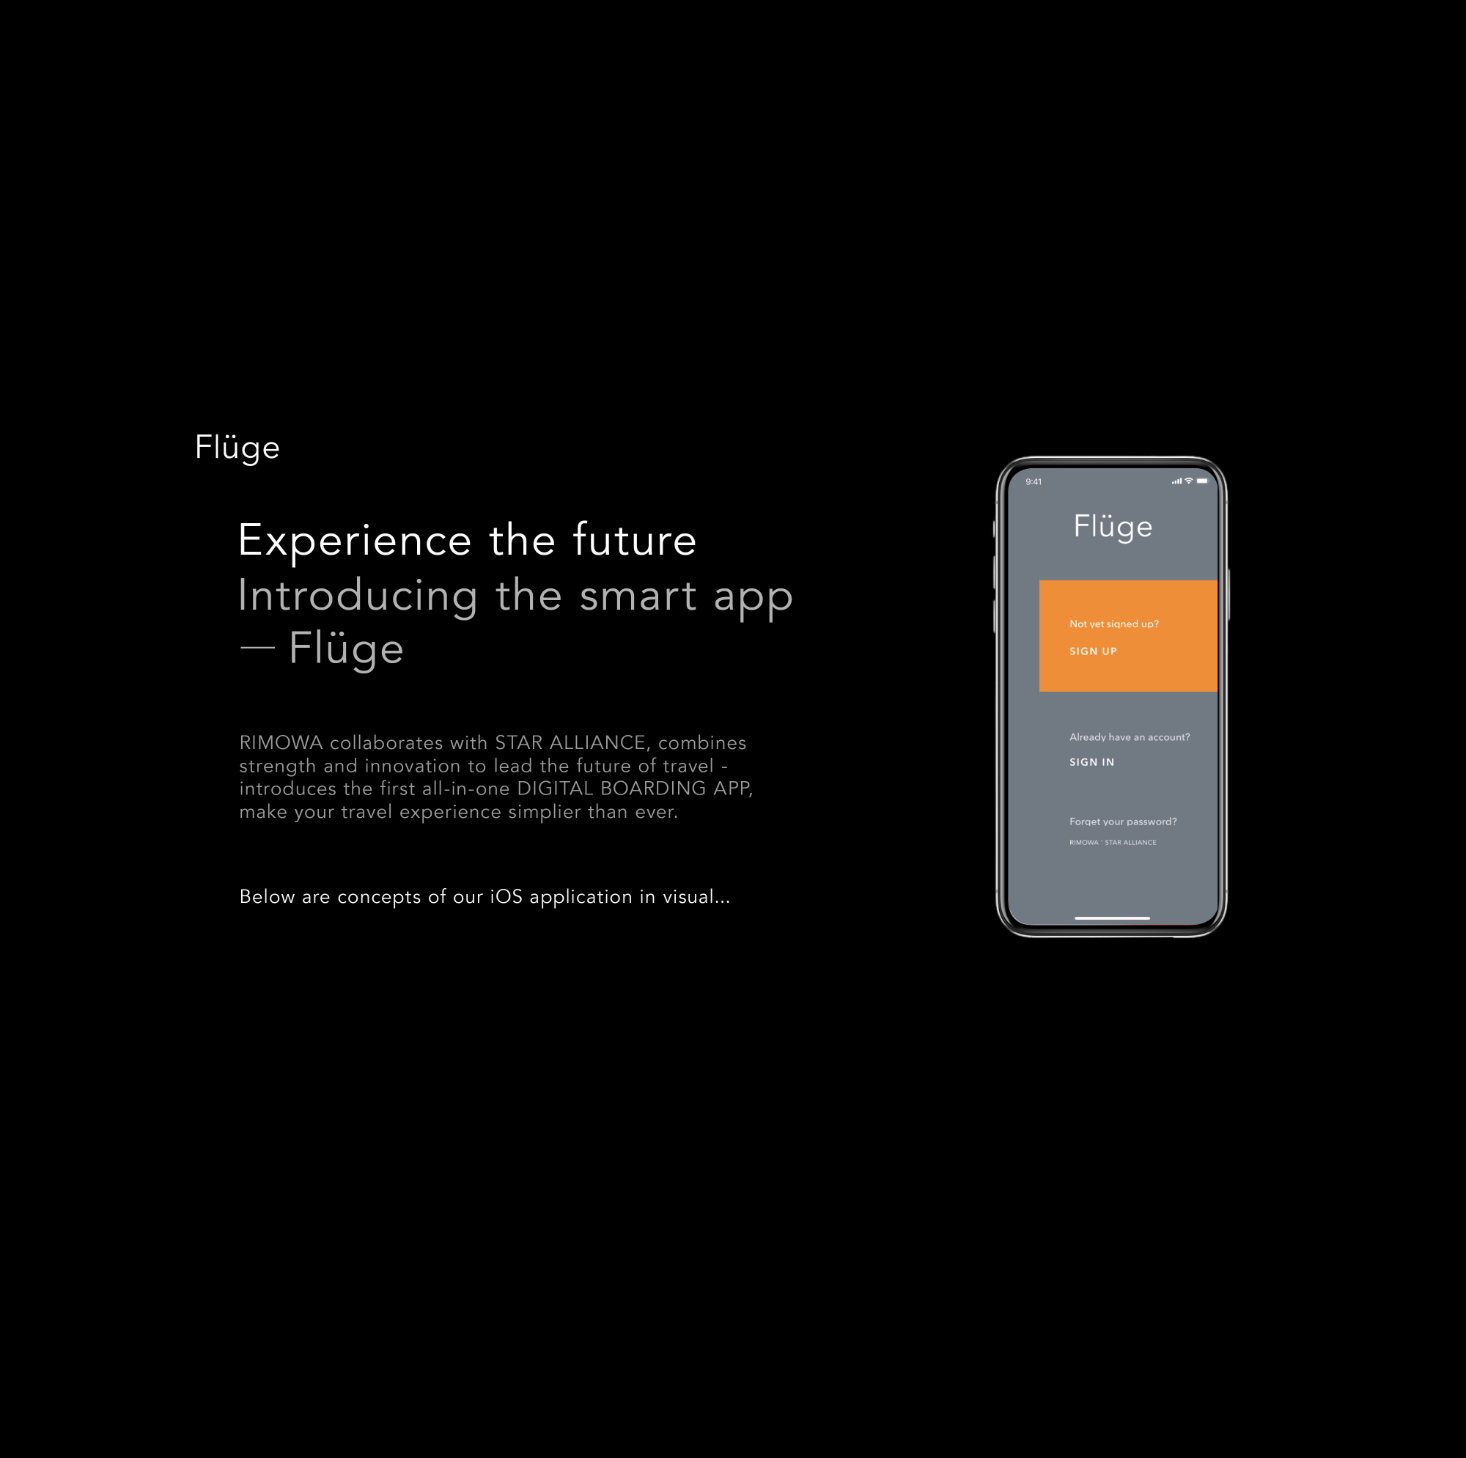 Flüge
Experience the future
Introducing the smart app
— Flüge
RIMOWA collaborates with STAR ALLIANCE, combines
strength and innovation to lead the future of travel -
introduces the first all-in-one DIGITAL BOARDING APP,
make your travel experience simplier than ever.
Below are concepts of our iOS application in visual...
9:41
Flüge
Not yet signed up?
SIGN UP
Already have an account?
SIGN IN
Forget your password?
RIMOWA · STAR ALLIANCE